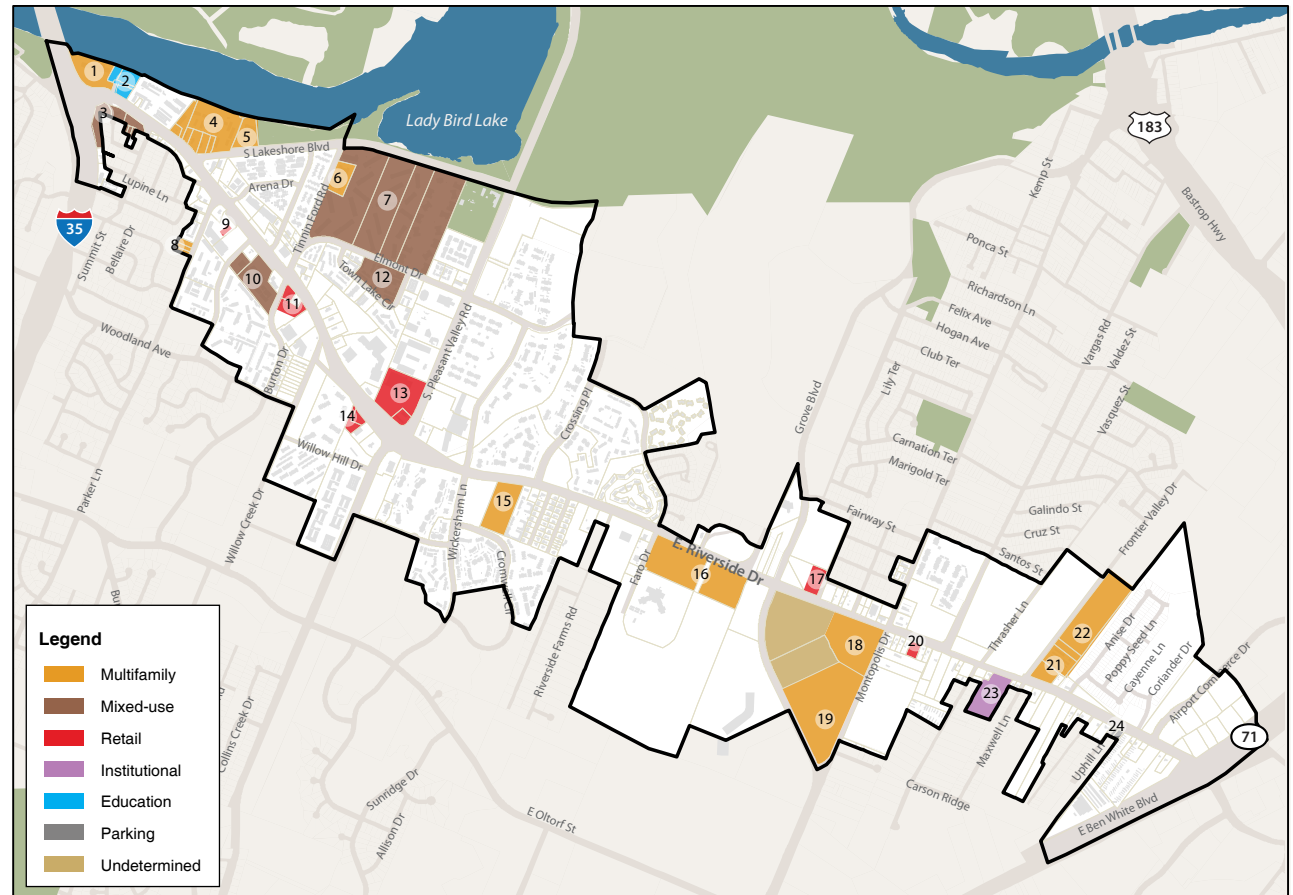 1
2
3
4
5
Lady Bird Lake
183
S Lakeshore Blvd
Arena Dr
Lupine Ln
Tinnin Ford Rd
6
7
Kemp St
Bastrop Hwy
35
Summit St
Bellaire Dr
8
9
10
11
12
Elmont Dr
Town Lake Cir
Ponca St
Richardson Ln
Felix Ave
Hogan Ave
Club Ter
Vargas Rd
Valdez St
Vasquez St
Lily Ter
Woodland Ave
Burton Dr
S. Pleasant Valley Rd
13
14
Crossing Pl
Grove Blvd
Carnation Ter
Marigold Ter
Willow Hill Dr
Parker Ln
Willow Creek Dr
Wickersham Ln
15
Cromwell Cir
Fairway St
Galindo St
Cruz St
Frontier Valley Dr
Santos St
Faro Dr
E. Riverside Dr
16
17
18
19
20
Montopolis Dr
Thrasher Ln
21
22
Anise Dr
Poppy Seed Ln
Cayenne Ln
Coriander Dr
Airport Commerce Dr
23
24
Maxwell Ln
Uphill Ln
71
Riverside Farms Rd
Carson Ridge
E Ben White Blvd
Collins Creek Dr
Sunridge Dr
Allison Dr
E Oltorf St
Legend
Multifamily
Mixed-use
Retail
Institutional
Education
Parking
Undetermined